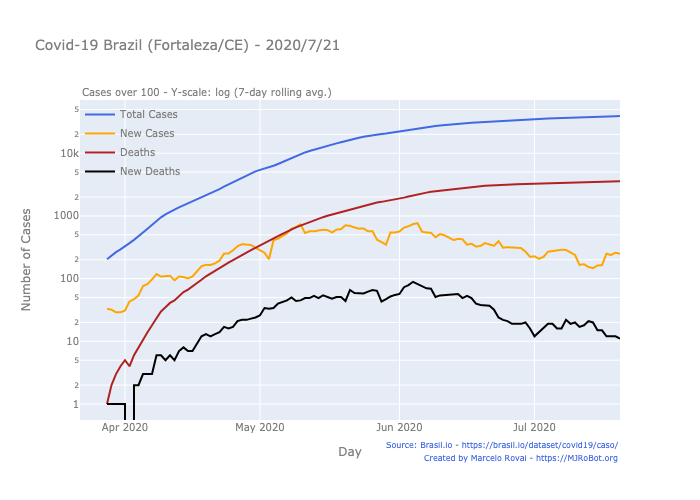 Covid-19 Brazil (Fortaleza/CE) - 2020/7/21
Cases over 100 - Y-scale: log (7-day rolling avg.)
Total Cases
New Cases
Deaths
New Deaths
Number of Cases
5
2
10k
5
2
1000
5
2
100
5
2
10
5
2
1
Apr 2020
May 2020
Jun 2020
Jul 2020
Day
Source: Brasil.io - https://brasil.io/dataset/covid19/caso/
Created by Marcelo Rovai - https://MJRoBot.org